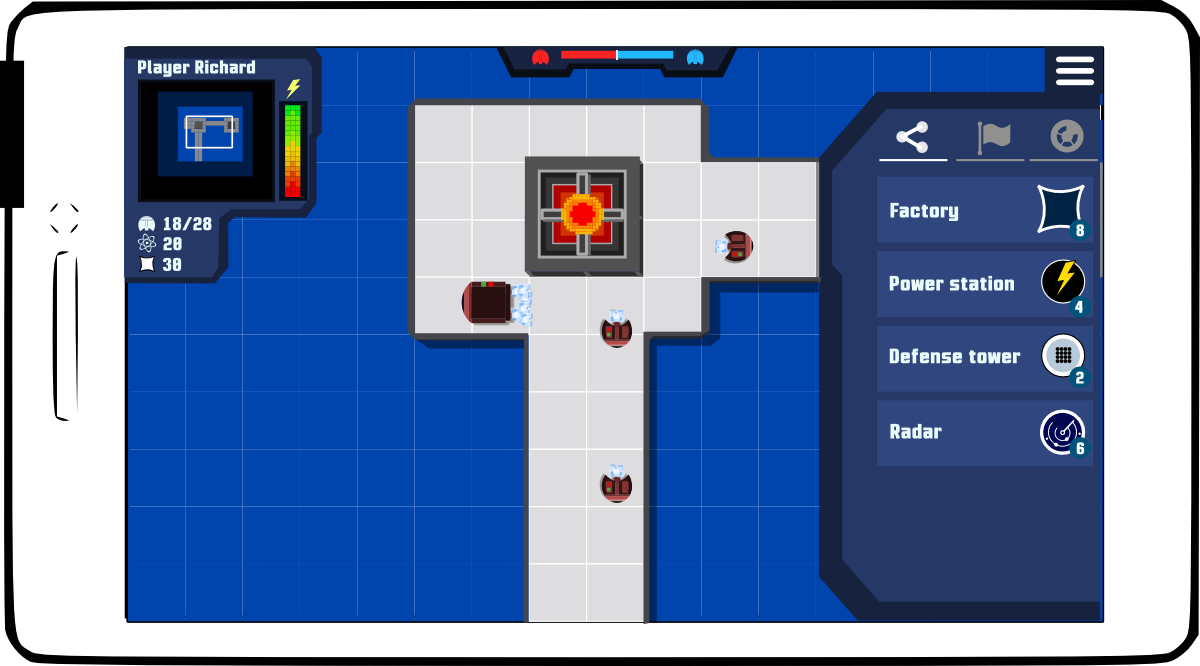 Player Richard
18/28
20
30
Factory
8
Power station
4
Defense tower
2
Radar
6